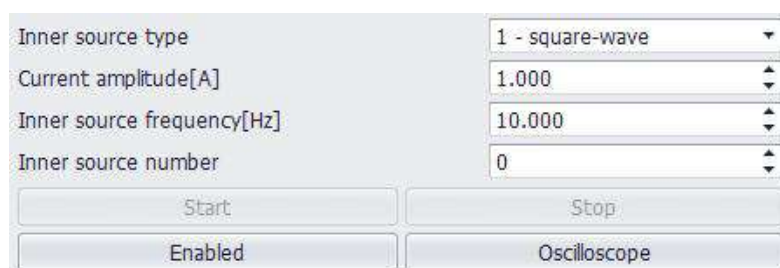 Inner source type 1 - square-wave
Current amplitude[A] 1.000
Inner source frequency[Hz] 10.000
Inner source number 0
Start Stop
Enabled Oscilloscope